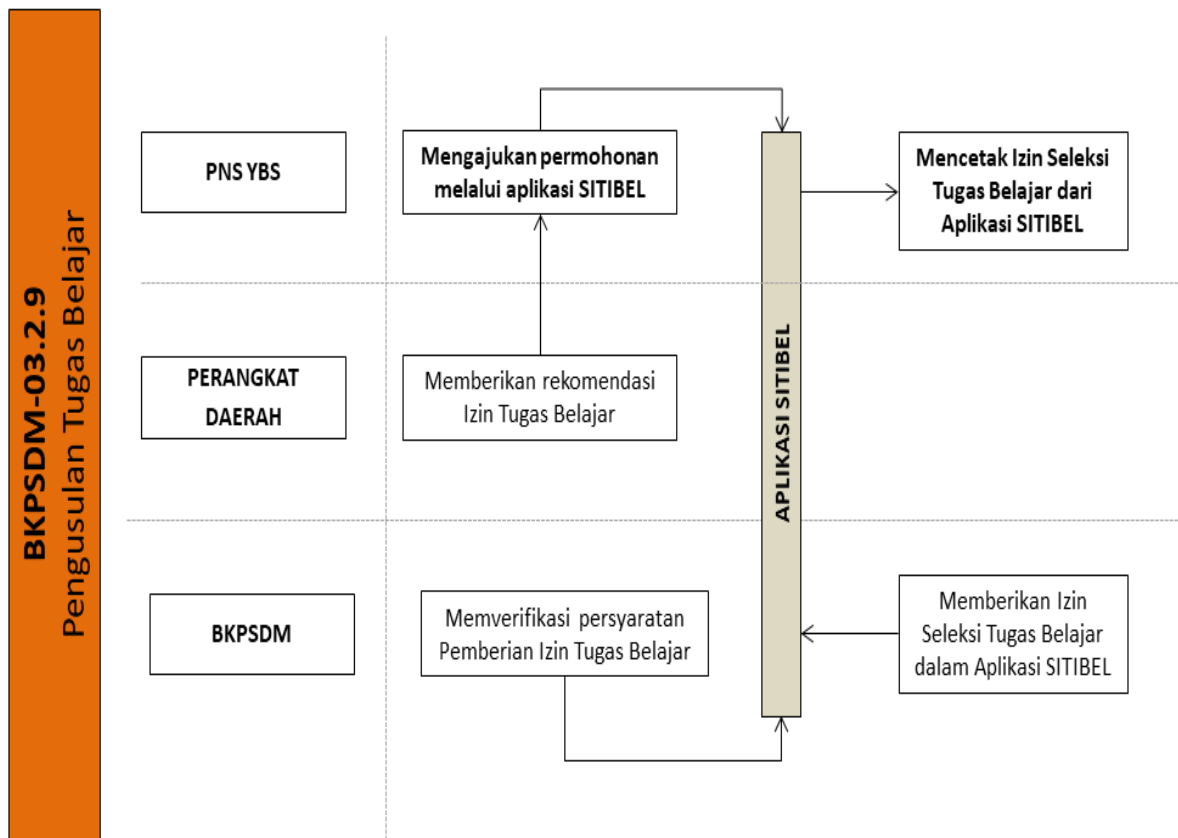 BKPSDM-03.2.9
Pengusulan Tugas Belajar
PNS YBS
Mengajukan permohonan
melalui aplikasi SITIBEL
Mencetak Izin Seleksi
Tugas Belajar dari
Aplikasi SITIBEL
APLIKASI SITIBEL
PERANGKAT
DAERAH
Memberikan rekomendasi
Izin Tugas Belajar
BKPSDM
Memverifikasi persyaratan
Pemberian Izin Tugas Belajar
Memberikan Izin
Seleksi Tugas Belajar
dalam Aplikasi SITIBEL